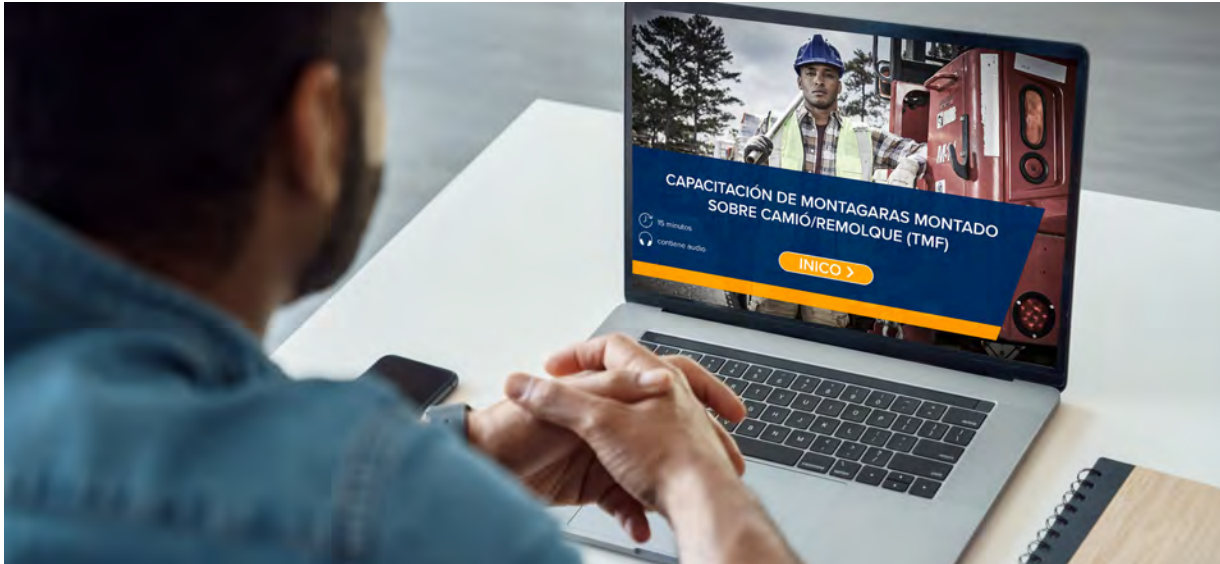 CAPACITACIÓN DE MONTAGARAS MONTADO
SOBRE CAMIÓ/REMOLQUE (TMF)
15 minutos
contiene audio
INICO >